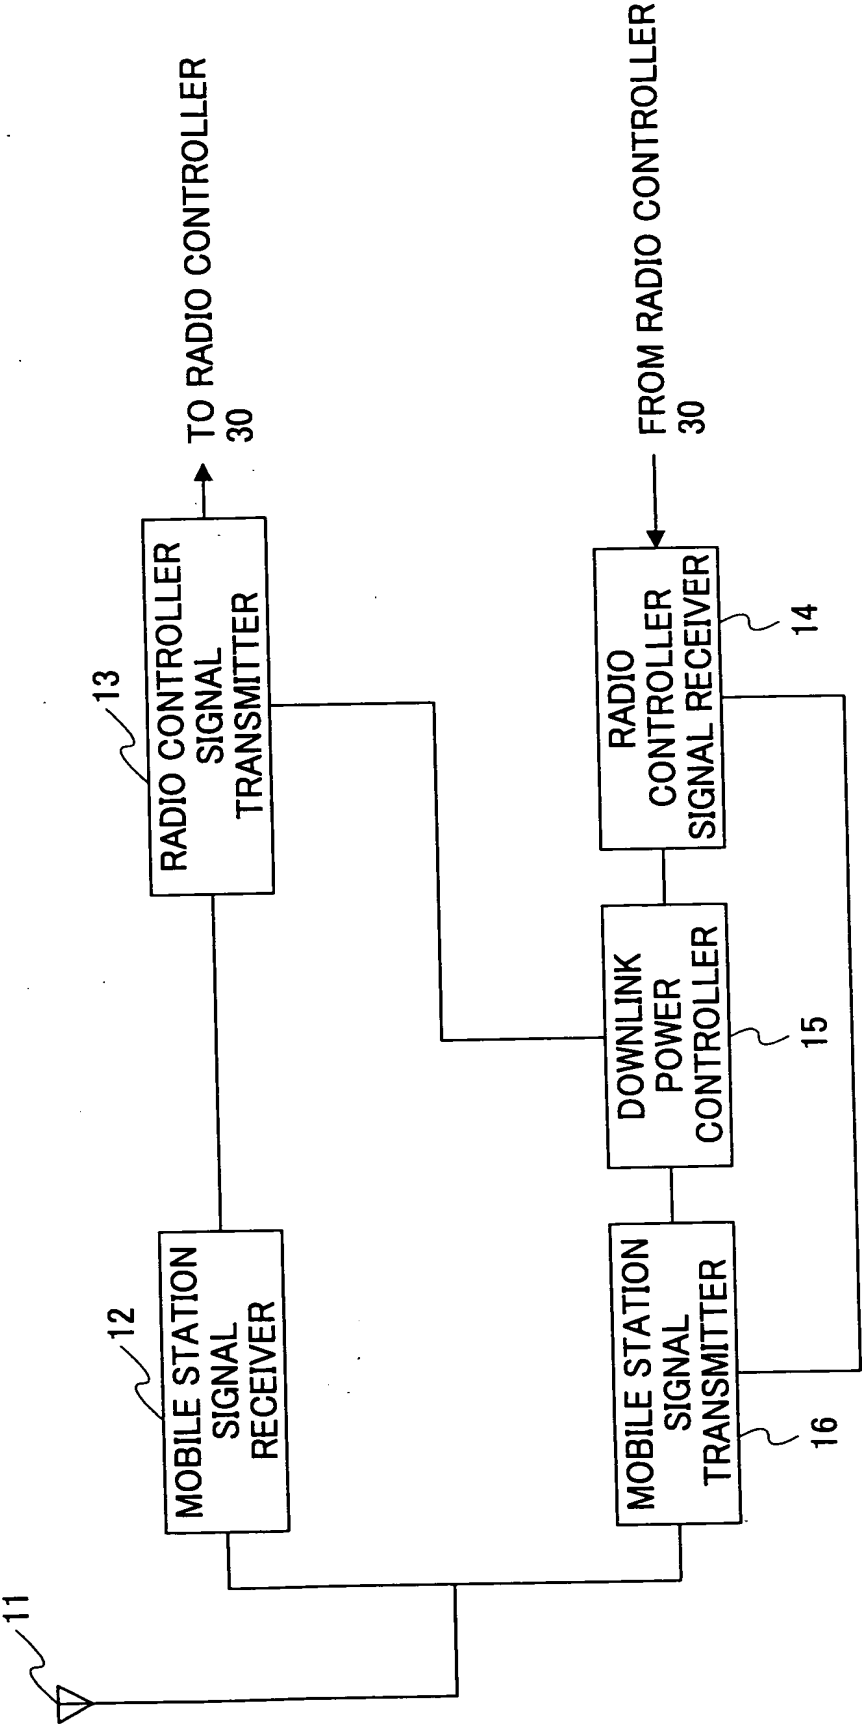 11
12
MOBILE STATION
SIGNAL
RECEIVER
13
RADIO CONTROLLER
SIGNAL
TRANSMITTER
TO RADIO CONTROLLER
30
MOBILE STATION
SIGNAL
TRANSMITTER
16
DOWNLINK
POWER
CONTROLLER
15
RADIO
CONTROLLER
SIGNAL RECEIVER
14
FROM RADIO CONTROLLER
30